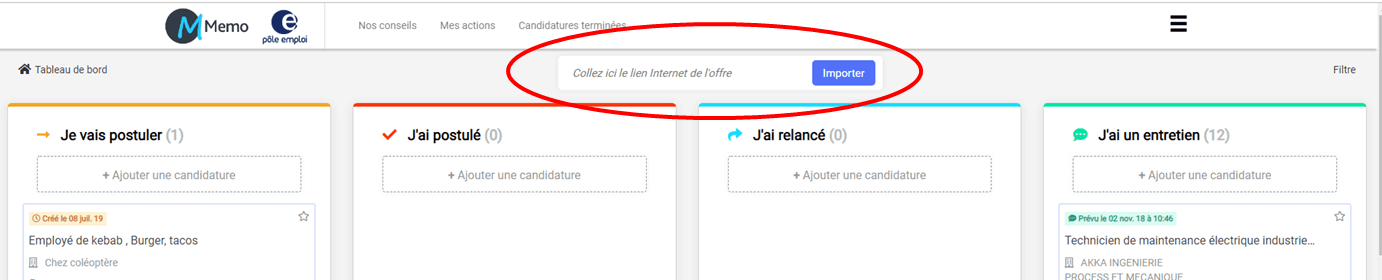 Memo
pôle emploi
Nos conseils
Mes actions
Candidatures terminées
Tableau de bord
Collez ici le lien Internet de l'offre
Importer
Filtre
Je vais postuler (1)
+ Ajouter une candidature
Créé le 08 juil. 19
Employé de kebab , Burger, tacos
Chez coléoptère
J'ai postulé (0)
+ Ajouter une candidature
J'ai relancé (0)
+ Ajouter une candidature
J'ai un entretien (12)
+ Ajouter une candidature
Prévu le 02 nov. 18 à 10:46
Technicien de maintenance électrique industrie...
AKKA INGENIERIE
PROCESS ET MECANIQUE